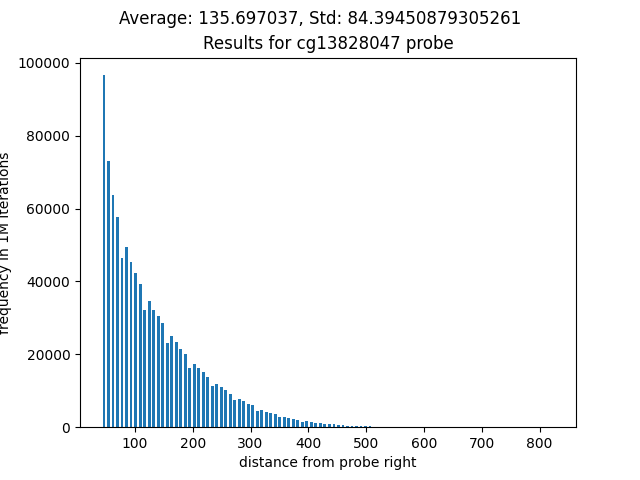 Average: 135.697037, Std: 84.39450879305261
Results for cg13828047 probe
100000
80000
60000
40000
20000
0
frequency in 1M iterations
100 200 300 400 500 600 700 800
distance from probe right